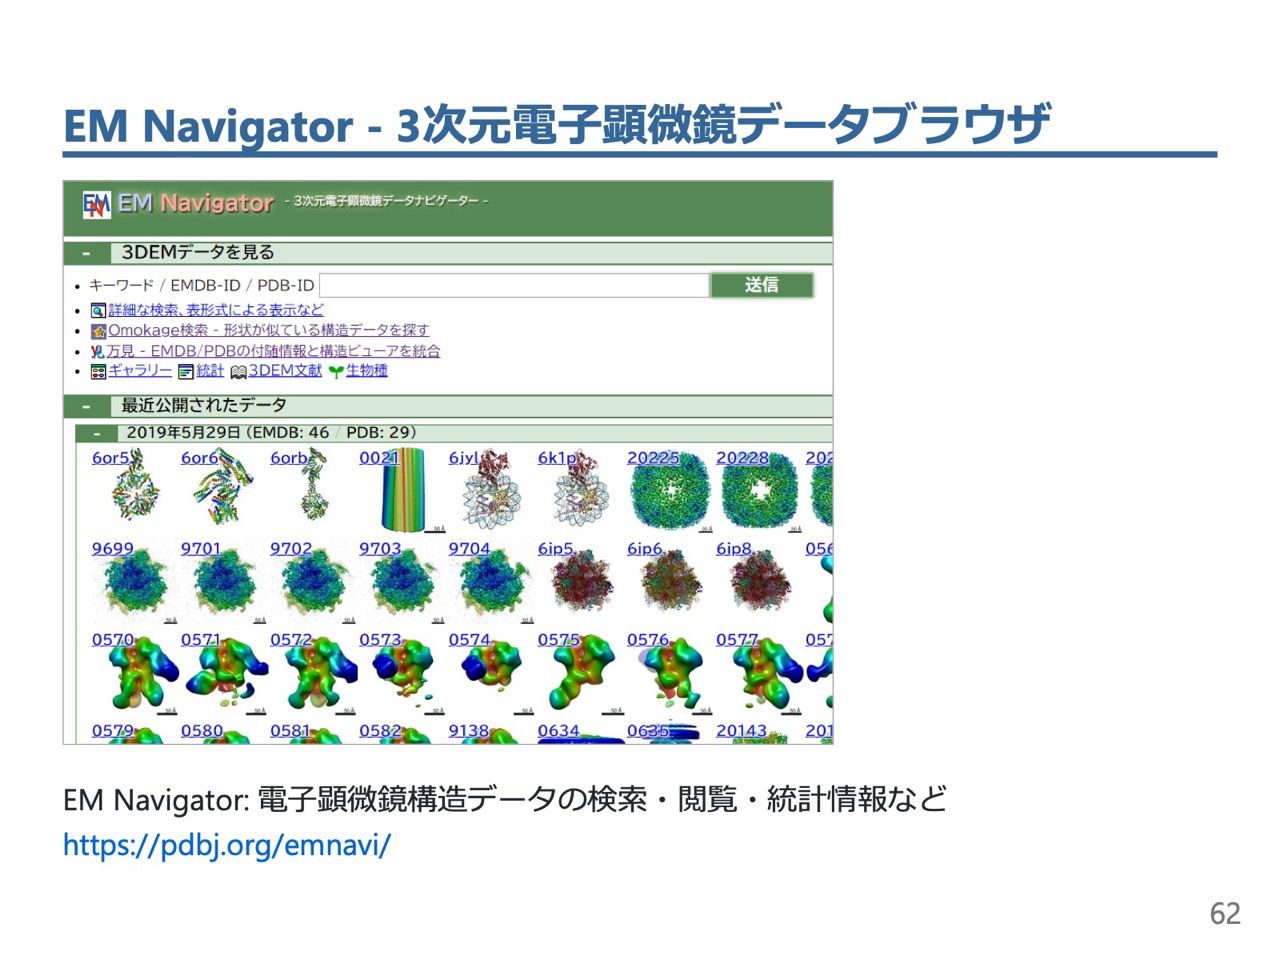 EM Navigator - 3次元電子顕微鏡データブラウザ
EM Navigator - 3次元電子顕微鏡データナビゲーター -
- 3DEMデータを見る
• キーワード / EMDB-ID / PDB-ID 送信
• 詳細な検索、表形式による表示など
• Omokage検索 - 形状が似ている構造データを探す
• 万見 - EMDB/PDBの付随情報と構造ビューアを統合
• ギャラリー 統計 3DEM文献 生物種
- 最近公開されたデータ
- 2019年5月29日 (EMDB: 46 / PDB: 29)
6or5 6or6 6orb 0021 6jyl 6k1p 20225 20228 202
9699 9701 9702 9703 9704 6ip5 6ip6 6ip8 056
0570 0571 0572 0573 0574 0575 0576 0577 057
0579 0580 0581 0582 9138 0634 0635 20143 201
EM Navigator: 電子顕微鏡構造データの検索・閲覧・統計情報など
https://pdbj.org/emnavi/
62